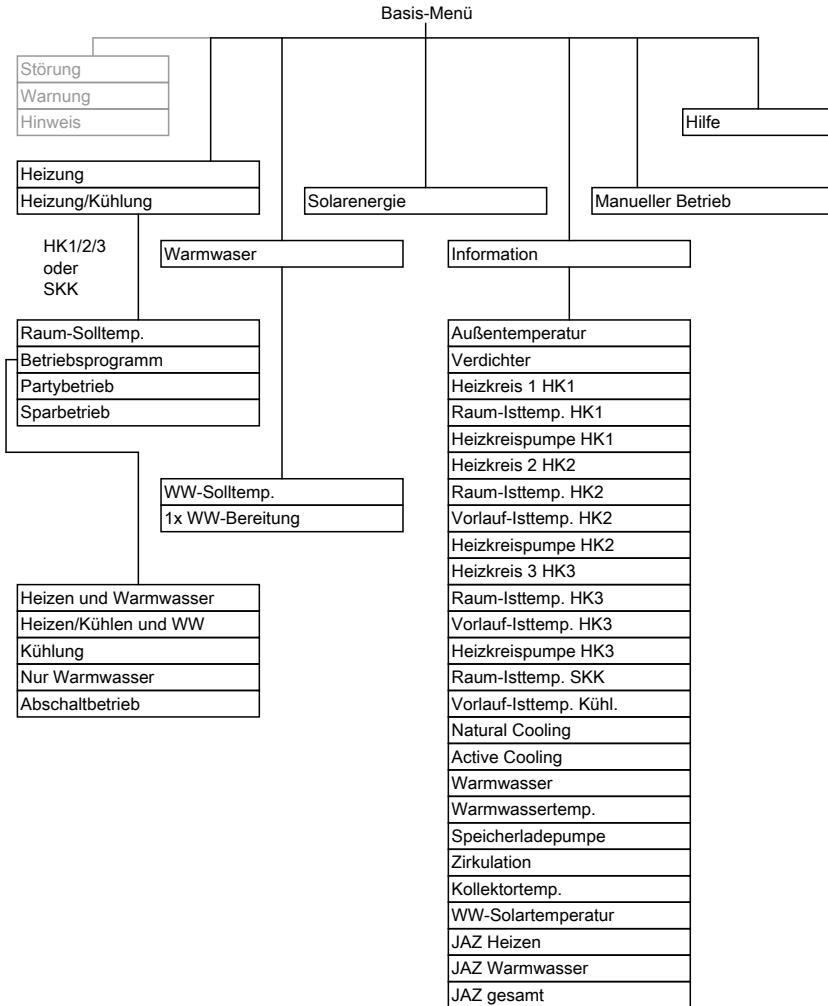 Basis-Menü
Störung
Warnung
Hinweis
Hilfe
Heizung
Heizung/Kühlung
Solarenergie
Manueller Betrieb
HK1/2/3
oder
SKK
Warmwaser
Information
Raum-Solltemp.
Betriebsprogramm
Partybetrieb
Sparbetrieb
WW-Solltemp.
1x WW-Bereitung
Heizen und Warmwasser
Heizen/Kühlen und WW
Kühlung
Nur Warmwasser
Abschaltbetrieb
Außentemperatur
Verdichter
Heizkreis 1 HK1
Raum-Isttemp. HK1
Heizkreispumpe HK1
Heizkreis 2 HK2
Raum-Isttemp. HK2
Vorlauf-Isttemp. HK2
Heizkreispumpe HK2
Heizkreis 3 HK3
Raum-Isttemp. HK3
Vorlauf-Isttemp. HK3
Heizkreispumpe HK3
Raum-Isttemp. SKK
Vorlauf-Isttemp. Kühl.
Natural Cooling
Active Cooling
Warmwasser
Warmwassertemp.
Speicherladepumpe
Zirkulation
Kollektortemp.
WW-Solartemperatur
JAZ Heizen
JAZ Warmwasser
JAZ gesamt